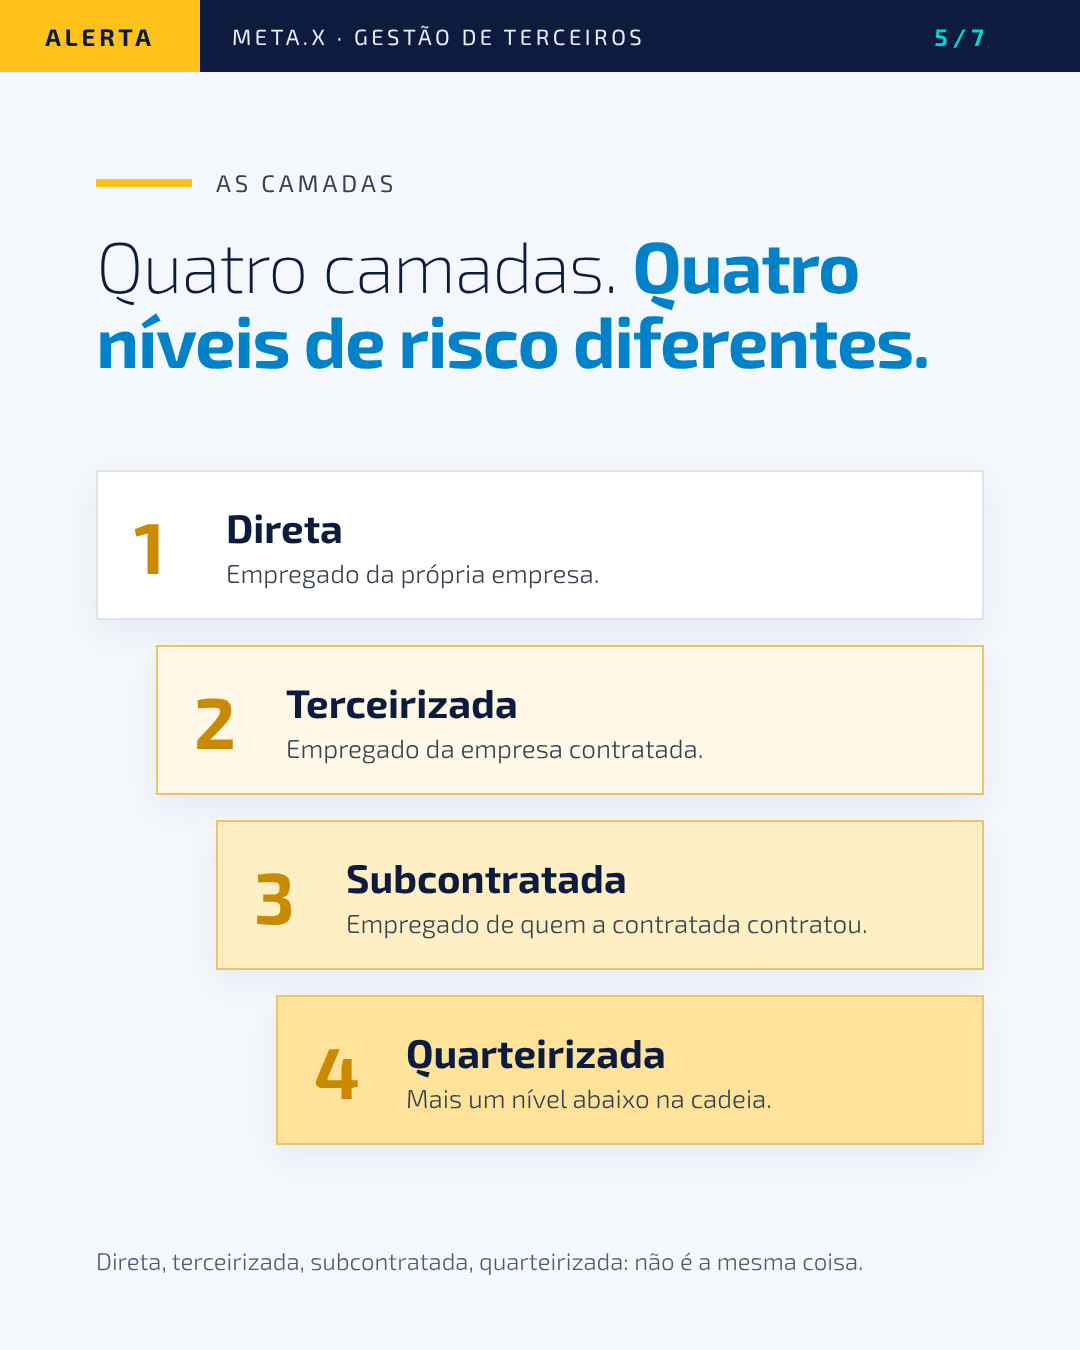 ALERTA
META.X · GESTÃO DE TERCEIROS
5/7
AS CAMADAS
Quatro camadas. Quatro
níveis de risco diferentes.
1
Direta
Empregado da própria empresa.
2
Terceirizada
Empregado da empresa contratada.
3
Subcontratada
Empregado de quem a contratada contratou.
4
Quarteirizada
Mais um nível abaixo na cadeia.
Direta, terceirizada, subcontratada, quarteirizada: não é a mesma coisa.